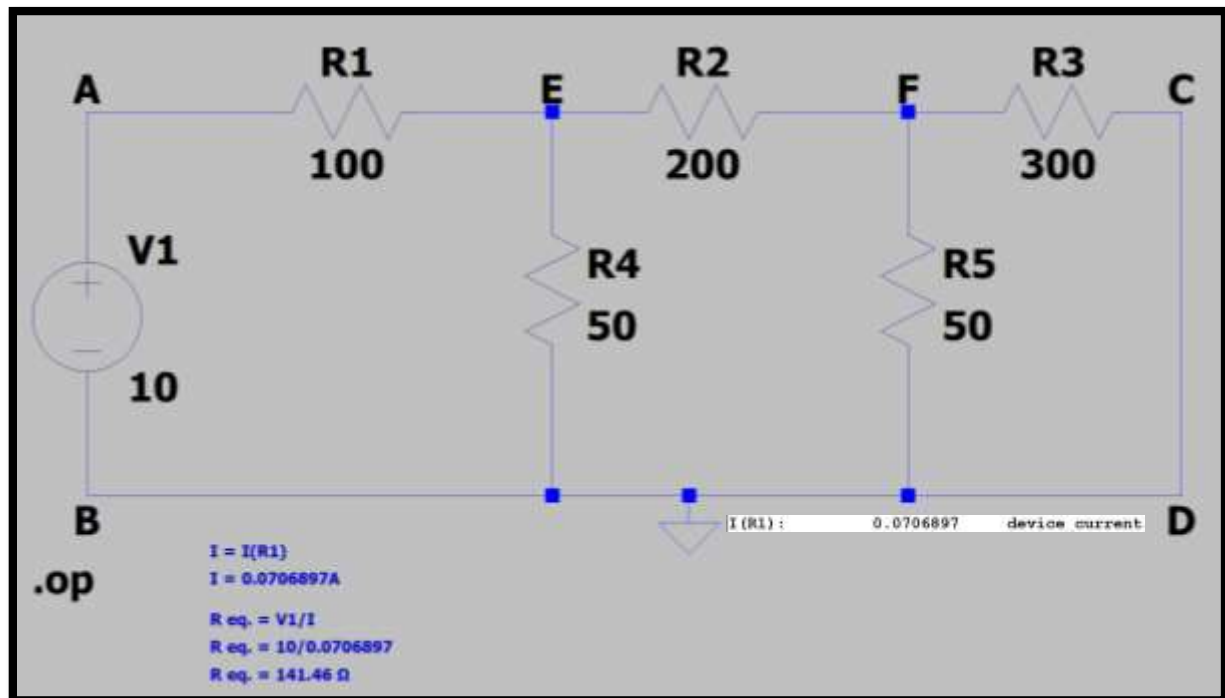 A
R1
E
R2
F
R3
C
100
200
300
V1
R4
R5
50
50
10
B
I(R1): 0.0706897 device current
D
.op
I = I(R1)
I = 0.0706897A
R eq. = V1/I
R eq. = 10/0.0706897
R eq. = 141.46 Ω